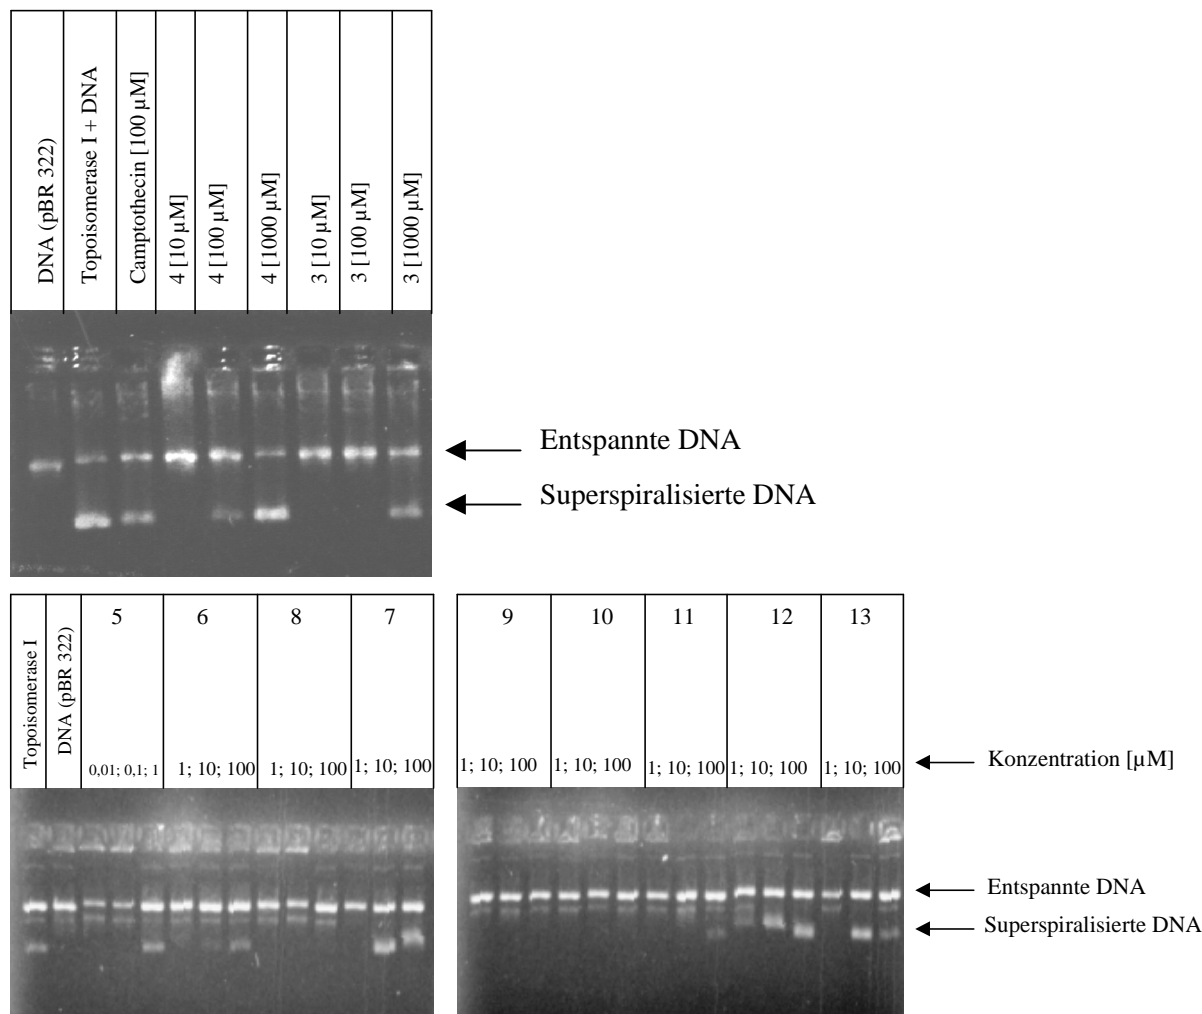 DNA (pBR 322)
Topoisomerase I + DNA
Camptothecin [100 µM]
4 [10 µM]
4 [100 µM]
4 [1000 µM]
3 [10 µM]
3 [100 µM]
3 [1000 µM]
Entspannte DNA
Superspiralisierte DNA
Topoisomerase I
DNA (pBR 322)
5
6
8
7
0,01; 0,1; 1
1; 10; 100
1; 10; 100
1; 10; 100
9
10
11
12
13
1; 10; 100
1; 10; 100
1; 10; 100
1; 10; 100
1; 10; 100
Konzentration [µM]
Entspannte DNA
Superspiralisierte DNA